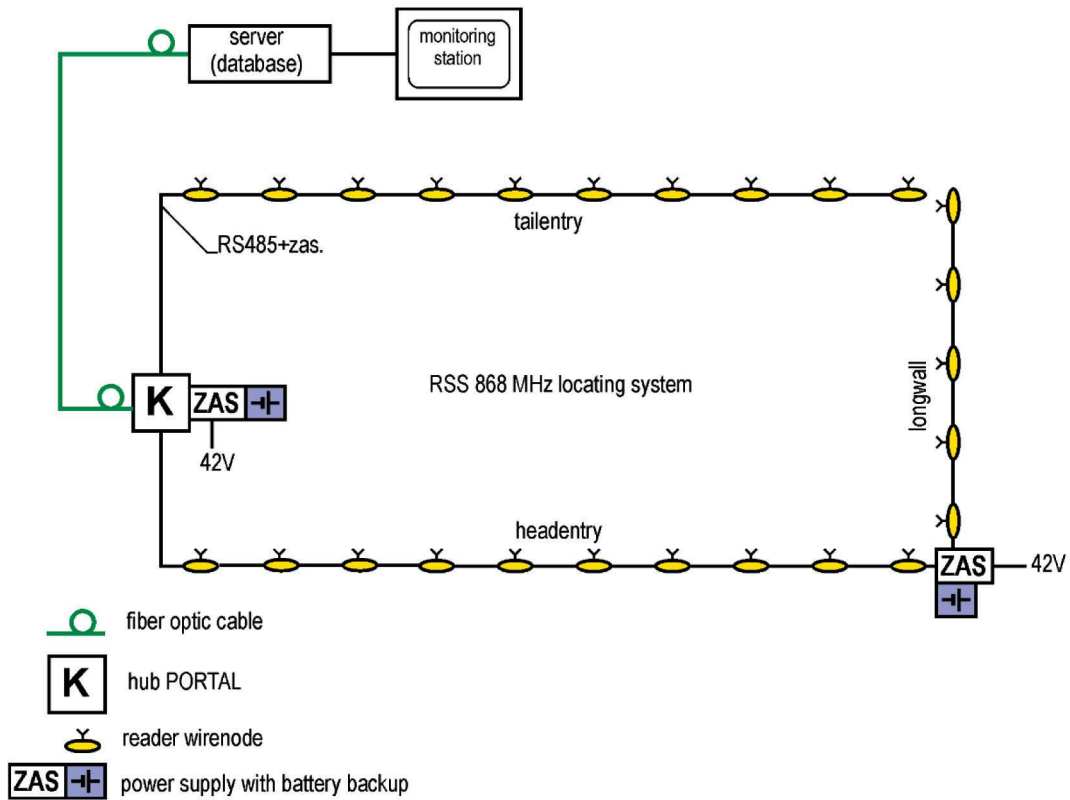 server
(database)
monitoring
station
tailentry
RS485+zas.
RSS 868 MHz locating system
longwall
K
ZAS
42V
headentry
ZAS
42V
fiber optic cable
K
hub PORTAL
reader wirenode
ZAS
power supply with battery backup